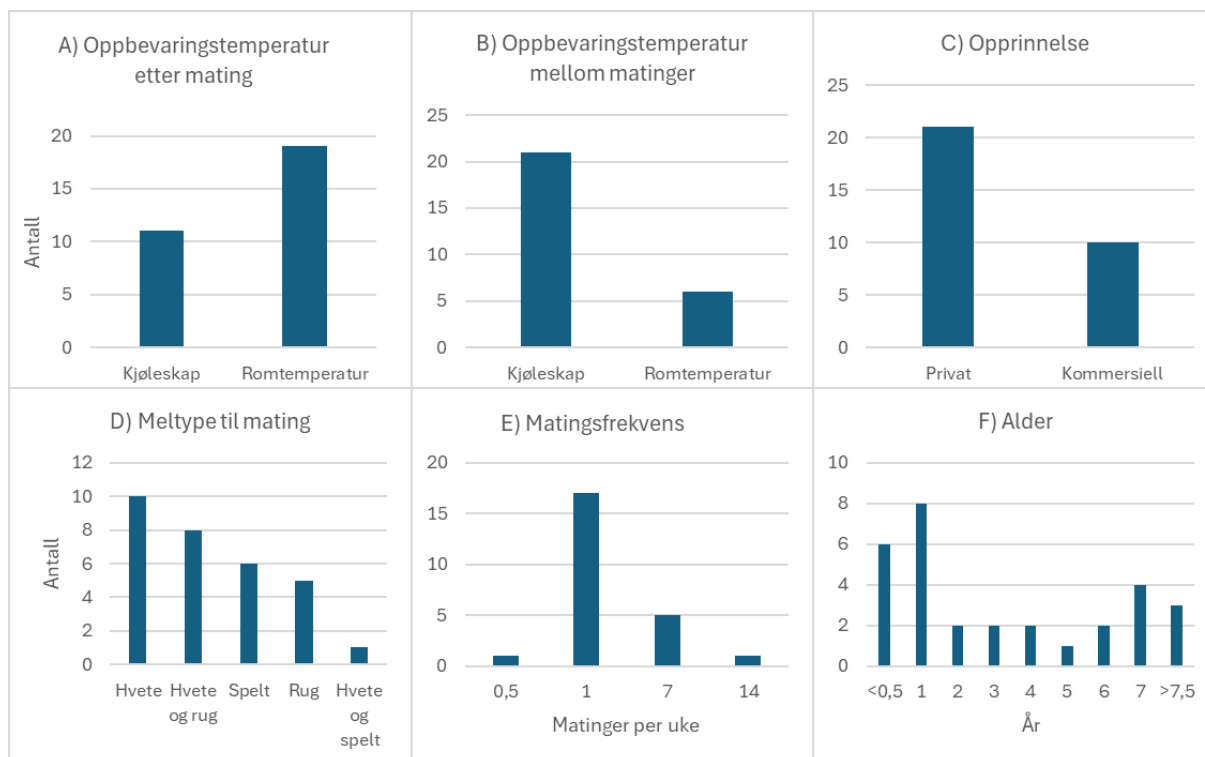 A) Oppbevaringstemperatur
etter mating
Antall
20
15
10
5
0
Kjøleskap Romtemperatur
B) Oppbevaringstemperatur
mellom matinger
25
20
15
10
5
0
Kjøleskap Romtemperatur
C) Opprinnelse
25
20
15
10
5
0
Privat Kommersiell
D) Meltype til mating
Antall
12
10
8
6
4
2
0
Hvete Hvete Spelt Rug Hvete
og rug og
spelt
E) Matingsfrekvens
20
15
10
5
0
0,5 1 7 14
Matinger per uke
F) Alder
10
8
6
4
2
0
<0,5 1 2 3 4 5 6 7 >7,5
År